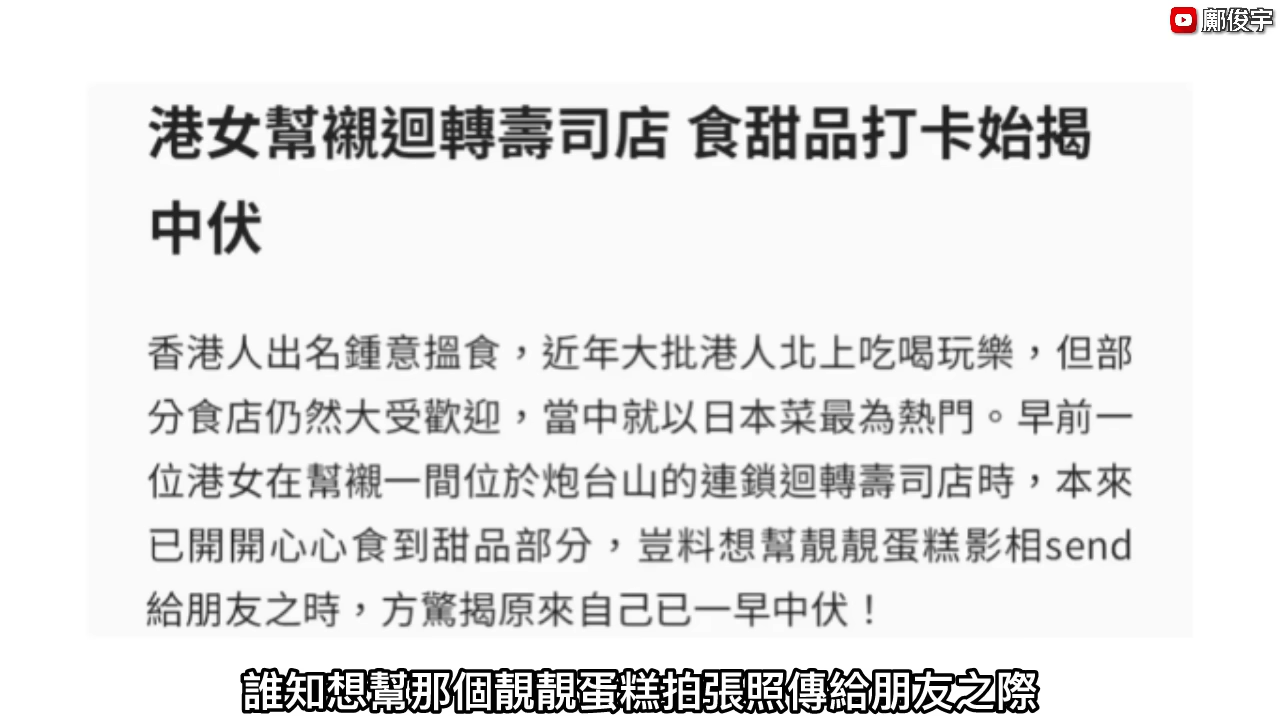 鄺俊宇
港女幫襯迴轉壽司店 食甜品打卡始揭
中伏
香港人出名鍾意搵食，近年大批港人北上吃喝玩樂，但部
分食店仍然大受歡迎，當中就以日本菜最為熱門。早前一
位港女在幫襯一間位於炮台山的連鎖迴轉壽司店時，本來
已開開心心食到甜品部分，豈料想幫靚靚蛋糕影相send
給朋友之時，方驚揭原來自己已一早中伏！
誰知想幫那個靚靚蛋糕拍張照傳給朋友之際